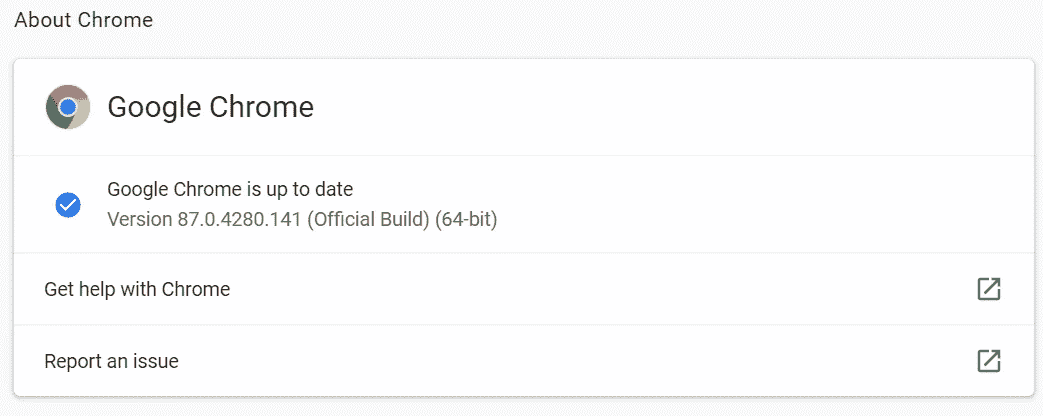 About Chrome
Google Chrome
Google Chrome is up to date
Version 87.0.4280.141 (Official Build) (64-bit)
Get help with Chrome
Report an issue